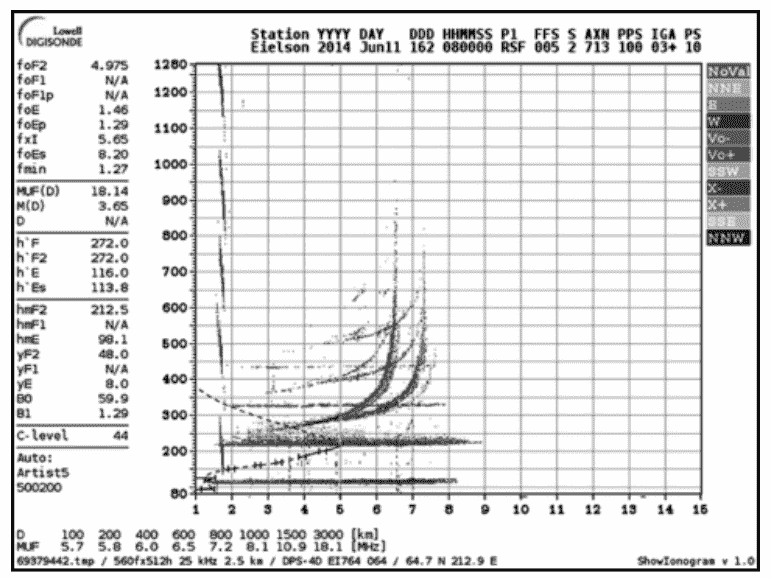 Lowell
DIGISONDE
Station YYYY DAY DDD HHMMSS P1 FFS S AXN PPS IGA PS
Eielson 2014 Jun11 162 080000 RSF 005 2 713 100 03+ 10
foF2 4.975
foF1 N/A
foF1p N/A
foE 1.46
foEp 1.29
fxI 5.65
foEs 8.20
fmin 1.27
MUF(D) 18.14
M(D) 3.65
D N/A
h`F 272.0
h`F2 272.0
h`E 116.0
h`Es 113.8
hmF2 212.5
hmF1 N/A
hmE 98.1
yF2 48.0
yF1 N/A
yE 8.0
B0 59.9
B1 1.29
C-level 44
Auto:
Artist5
500200
1280
1200
1100
1000
900
800
700
600
500
400
300
200
80
1 2 3 4 5 6 7 8 9 10 11 12 13 14 15
NoVal
NNE
E
W
Vo-
Vo+
SSW
X-
X+
SSE
NNW
D 100 200 400 600 800 1000 1500 3000 [km]
MUF 5.7 5.8 6.0 6.5 7.2 8.1 10.9 18.1 [MHz]
69379442.tmp / 560fx512h 25 kHz 2.5 km / DPS-4D EI764 064 / 64.7 N 212.9 E
ShowIonogram v 1.0